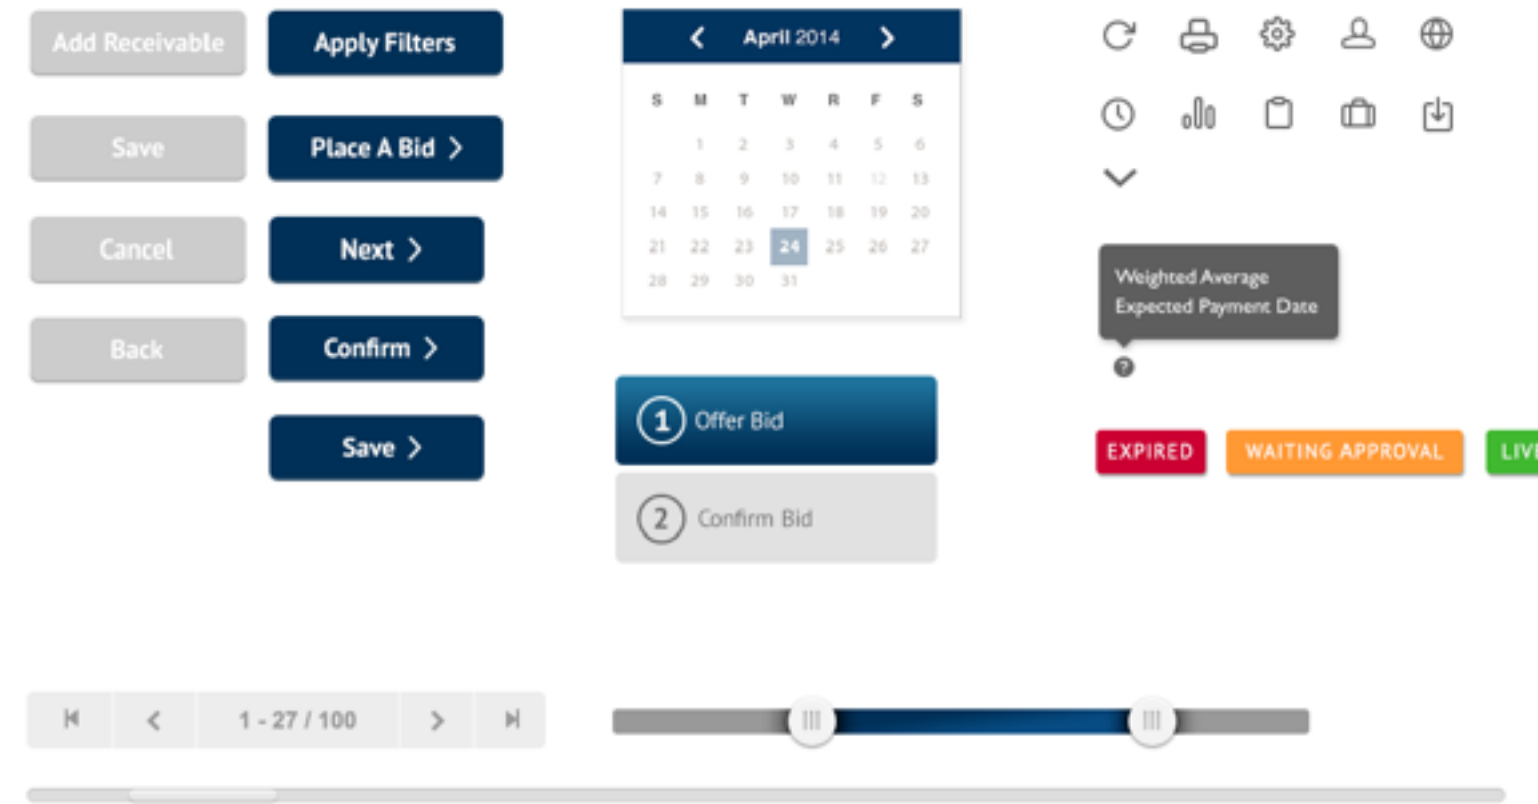 Add Receivable
Apply Filters
Save
Place A Bid
Cancel
Next
Back
Confirm
Save
April 2014
S M T W R F S
1 2 3 4 5 6
7 8 9 10 11 12 13
14 15 16 17 18 19 20
21 22 23 24 25 26 27
28 29 30 31
1 Offer Bid
2 Confirm Bid
Weighted Average
Expected Payment Date
?
EXPIRED
WAITING APPROVAL
LIVE
1 - 27 / 100